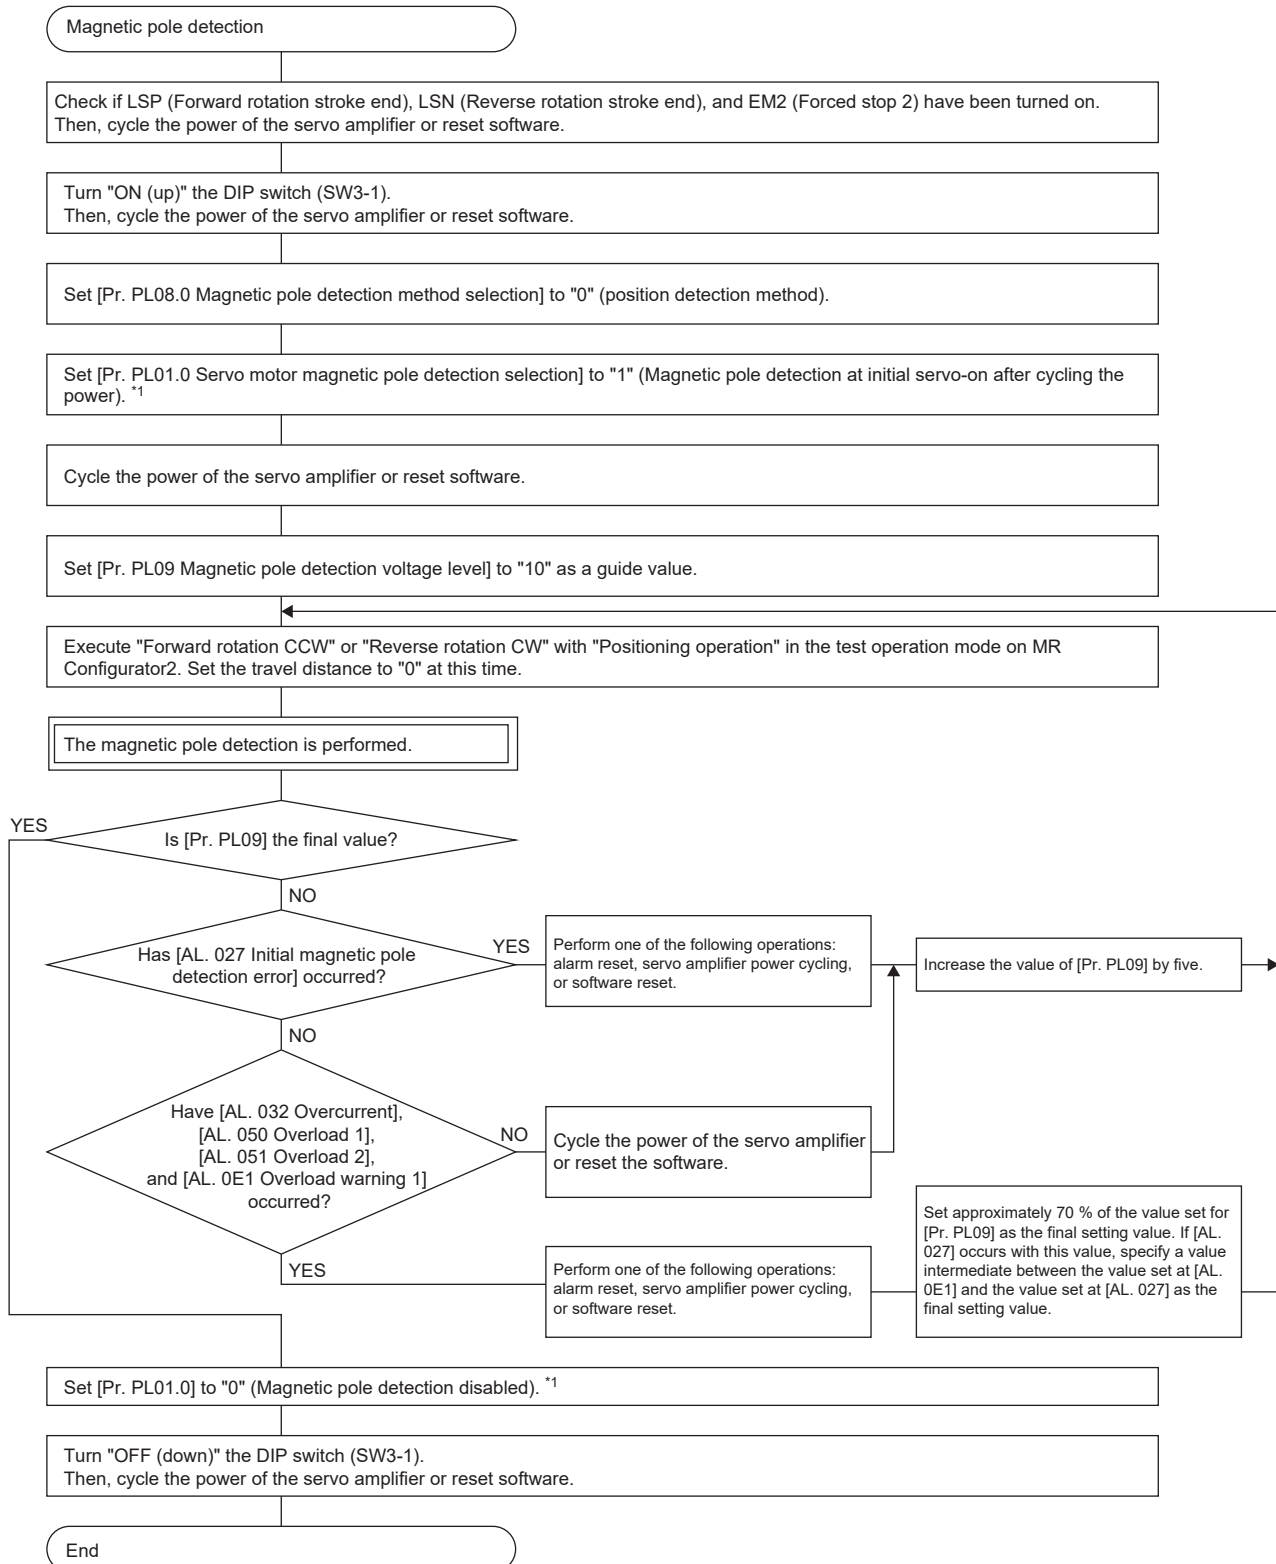 Magnetic pole detection
Check if LSP (Forward rotation stroke end), LSN (Reverse rotation stroke end), and EM2 (Forced stop 2) have been turned on.
Then, cycle the power of the servo amplifier or reset software.
Turn "ON (up)" the DIP switch (SW3-1).
Then, cycle the power of the servo amplifier or reset software.
Set [Pr. PL08.0 Magnetic pole detection method selection] to "0" (position detection method).
Set [Pr. PL01.0 Servo motor magnetic pole detection selection] to "1" (Magnetic pole detection at initial servo-on after cycling the
power). *1
Cycle the power of the servo amplifier or reset software.
Set [Pr. PL09 Magnetic pole detection voltage level] to "10" as a guide value.
Execute "Forward rotation CCW" or "Reverse rotation CW" with "Positioning operation" in the test operation mode on MR
Configurator2. Set the travel distance to "0" at this time.
The magnetic pole detection is performed.
YES
Is [Pr. PL09] the final value?
NO
Has [AL. 027 Initial magnetic pole
detection error] occurred?
YES
Perform one of the following operations:
alarm reset, servo amplifier power cycling,
or software reset.
Increase the value of [Pr. PL09] by five.
NO
Have [AL. 032 Overcurrent],
[AL. 050 Overload 1],
[AL. 051 Overload 2],
and [AL. 0E1 Overload warning 1]
occurred?
NO
Cycle the power of the servo amplifier
or reset the software.
YES
Perform one of the following operations:
alarm reset, servo amplifier power cycling,
or software reset.
Set approximately 70 % of the value set for
[Pr. PL09] as the final setting value. If [AL.
027] occurs with this value, specify a value
intermediate between the value set at [AL.
0E1] and the value set at [AL. 027] as the
final setting value.
Set [Pr. PL01.0] to "0" (Magnetic pole detection disabled). *1
Turn "OFF (down)" the DIP switch (SW3-1).
Then, cycle the power of the servo amplifier or reset software.
End